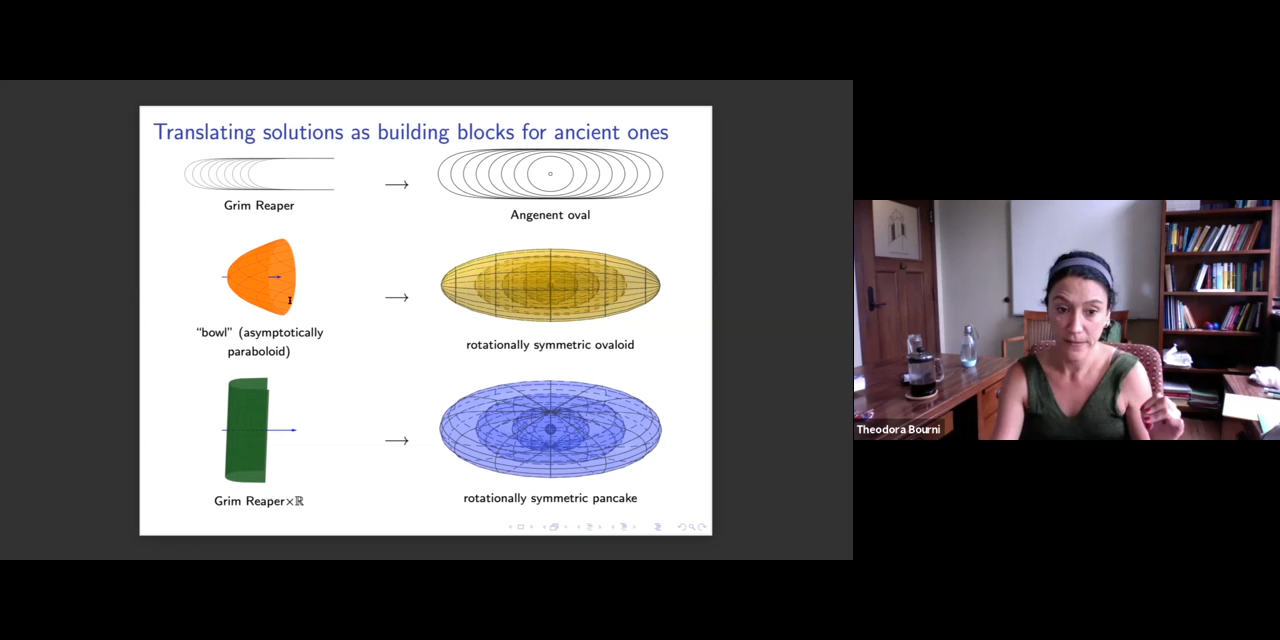 Translating solutions as building blocks for ancient ones
Grim Reaper
Angenent oval
"bowl" (asymptotically
paraboloid)
rotationally symmetric ovaloid
Grim Reaper×ℝ
rotationally symmetric pancake
Theodora Bourni